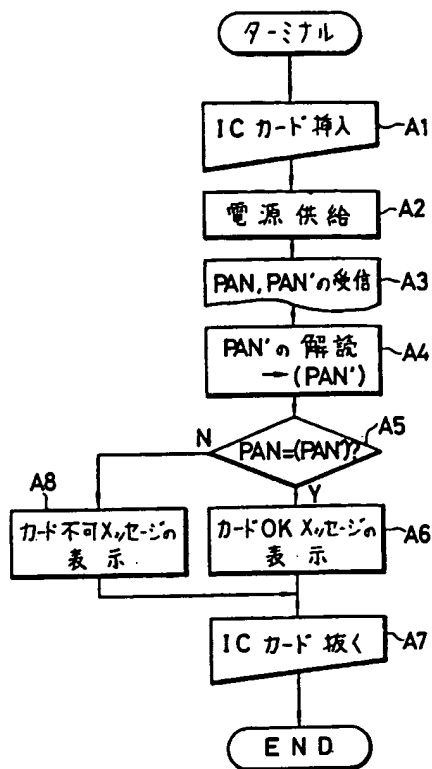 ターミナル
ICカード挿入
A1
電源供給
A2
PAN, PAN'の受信
A3
PAN'の解読
→(PAN')
A4
PAN=(PAN')?
A5
N
Y
A8
カード不可メッセージの
表示
カードOKメッセージの
表示
A6
ICカード抜く
A7
END